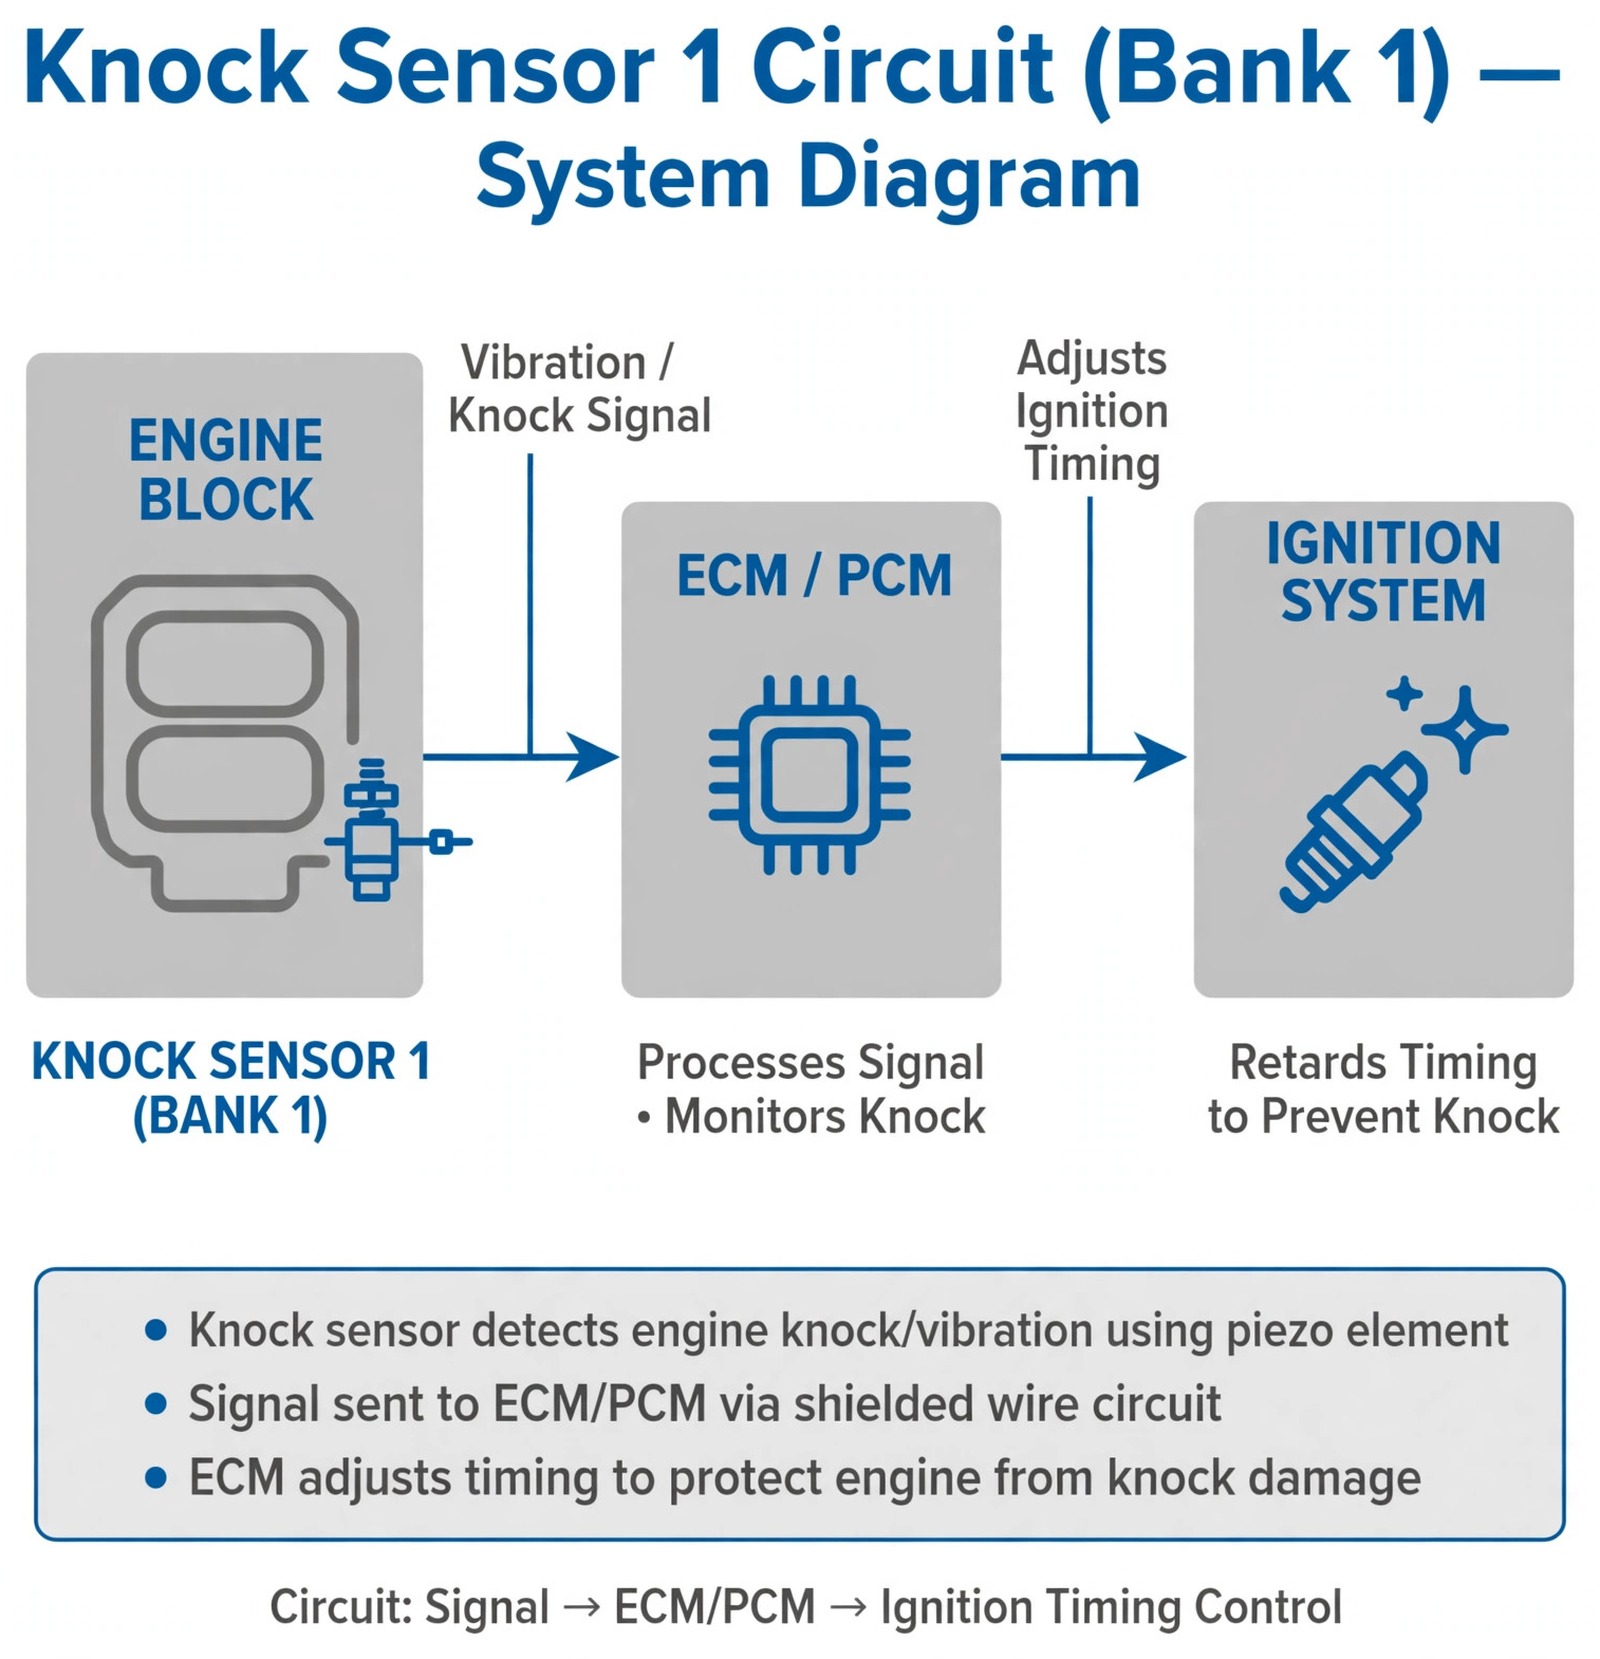 Knock Sensor 1 Circuit (Bank 1) —
System Diagram
Vibration /
Knock Signal
Adjusts
Ignition
Timing
ENGINE
BLOCK
ECM / PCM
IGNITION
SYSTEM
KNOCK SENSOR 1
(BANK 1)
Processes Signal
• Monitors Knock
Retards Timing
to Prevent Knock
• Knock sensor detects engine knock/vibration using piezo element
• Signal sent to ECM/PCM via shielded wire circuit
• ECM adjusts timing to protect engine from knock damage
Circuit: Signal → ECM/PCM → Ignition Timing Control